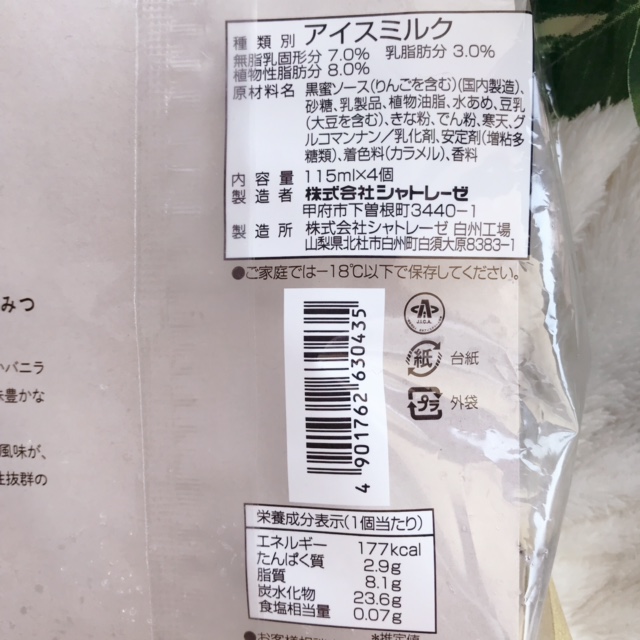 種類別 アイスミルク
無脂乳固形分 7.0% 乳脂肪分 3.0%
植物性脂肪分 8.0%
原材料名 黒蜜ソース(りんごを含む)(国内製造)、
砂糖、乳製品、植物油脂、水あめ、豆乳
(大豆を含む)、きな粉、でん粉、寒天、グ
ルコマンナン/乳化剤、安定剤(増粘多
糖類)、着色料(カラメル)、香料
内容量 115ml×4個
製造者 株式会社シャトレーゼ
甲府市下曽根町3440-1
製造所 株式会社シャトレーゼ 白州工場
山梨県北杜市白州町白須大原8383-1
●ご家庭では-18℃以下で保存してください。
みつ
バニラ
味豊かな
風味が、
性抜群の
4 901762 630435
J.I.C.A.
紙 台紙
プラ 外袋
栄養成分表示(1個当たり)
エネルギー 177kcal
たんぱく質 2.9g
脂質 8.1g
炭水化物 23.6g
食塩相当量 0.07g
*推定値
●お客様相